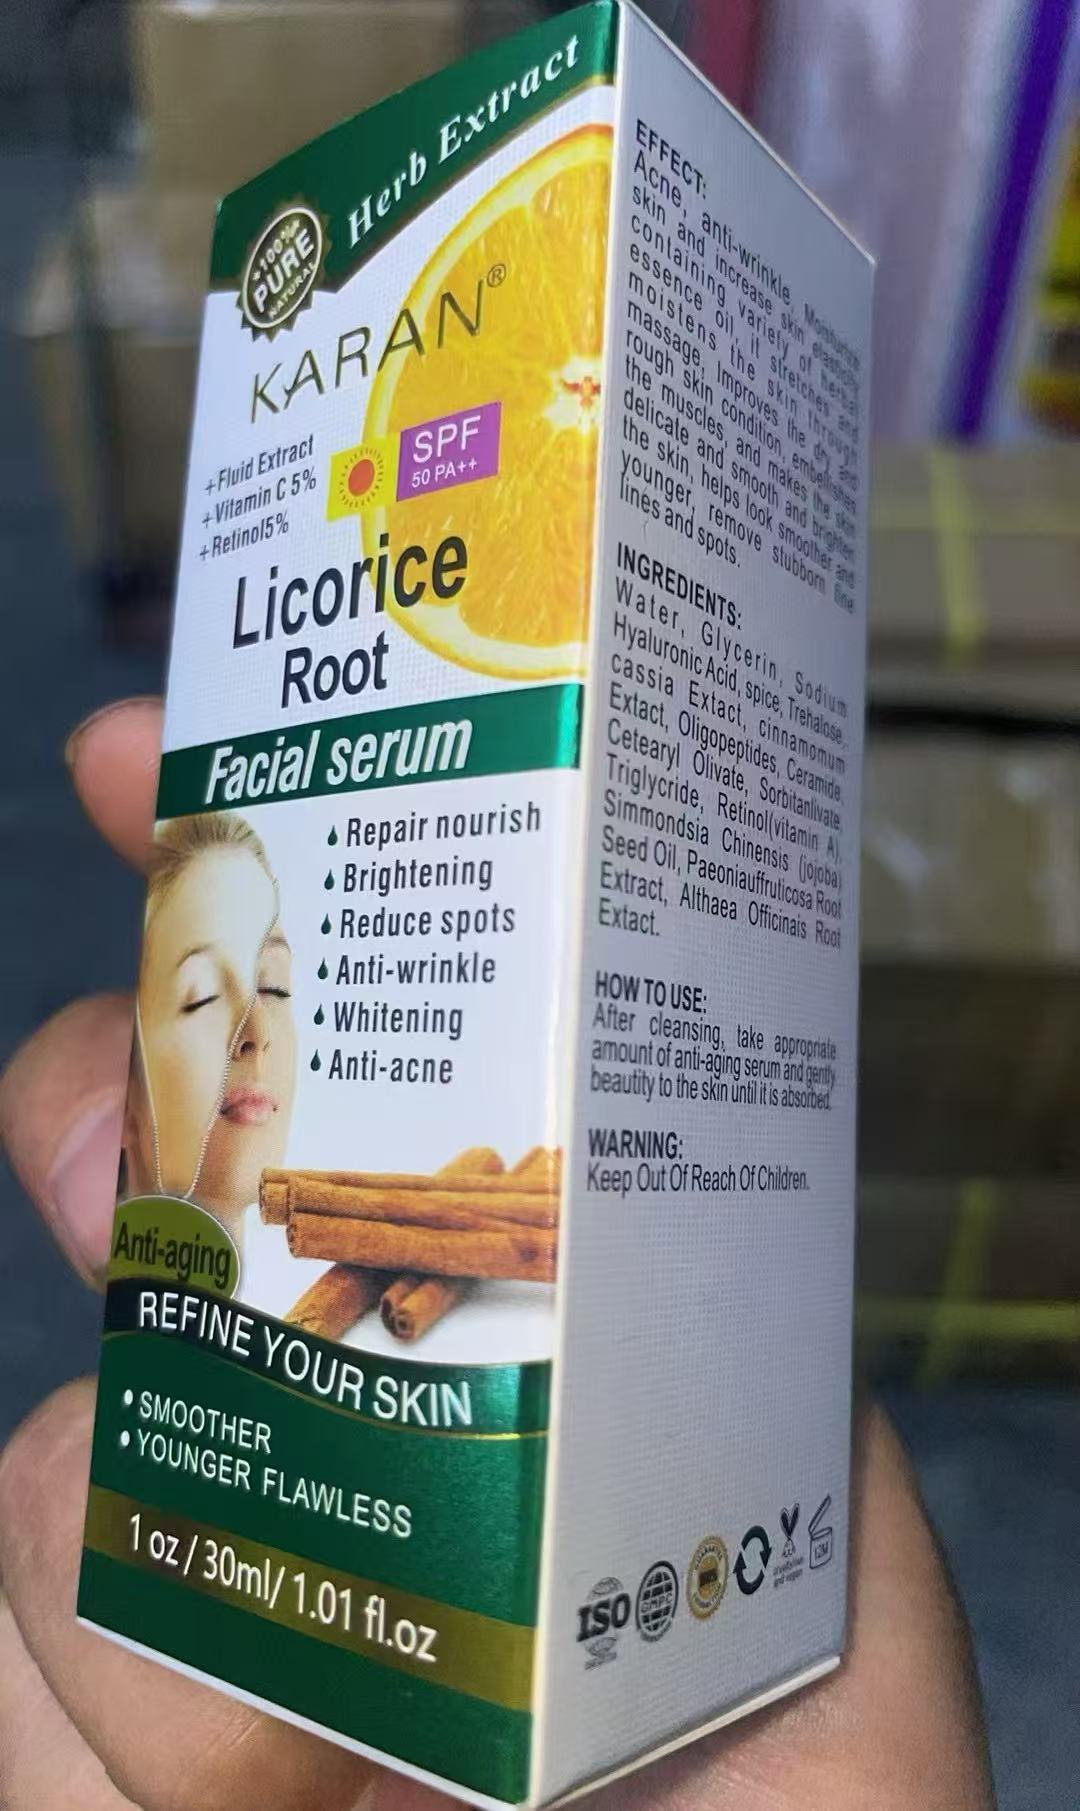 Herb Extract
100%
PURE
NATURAL
KARAN®
+Fluid Extract
+Vitamin C 5%
+Retinol5%
SPF
50 PA++
Licorice
Root
Facial serum
Repair nourish
Brightening
Reduce spots
Anti-wrinkle
Whitening
Anti-acne
Anti-aging
REFINE YOUR SKIN
• SMOOTHER
• YOUNGER FLAWLESS
1 oz / 30ml/ 1.01 fl.oz
EFFECT:
Acne, anti-wrinkle, Moisturize
skin and increase skin elasticity
containing variety of herbal
essence oil, it stretches and
moistens the skin through
massage, Improves the dry and
rough skin condition, embellishes
the muscles, and makes the skin
delicate and smooth, and brighten
the skin, helps look smoother and
younger, remove stubborn fine
lines and spots.
INGREDIENTS:
Water, Glycerin, Sodium
Hyaluronic Acid, spice, Trehalose,
cassia Extact, cinnamomum
Extact, Oligopeptides, Ceramide,
Cetearyl Olivate, Sorbitanlivate,
Triglycride, Retinol(vitamin A),
Simmondsia Chinensis (jojoba)
Seed Oil, Paeoniauffruticosa Root
Extract, Althaea Officinais Root
Extact.
HOW TO USE:
After cleansing, take appropriate
amount of anti-aging serum and gently
beautity to the skin until it is absorbed.
WARNING:
Keep Out Of Reach Of Children.
ISO
GMPC
and vegan
12M